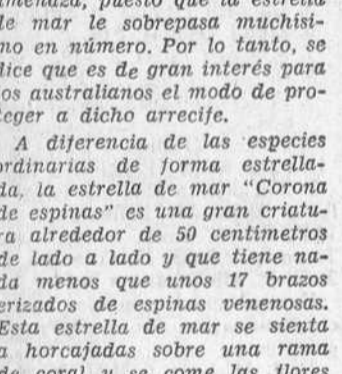 amenaza, puesto que la estrella
de mar le sobrepasa muchísi-
mo en número. Por lo tanto, se
dice que es de gran interés para
los australianos el modo de pro-
teger a dicho arrecife.
A diferencia de las especies
ordinarias de forma estrella-
da, la estrella de mar "Corona
de espinas" es una gran criatu-
ra alrededor de 50 centímetros
de lado a lado y que tiene na-
da menos que unos 17 brazos
erizados de espinas venenosas.
Esta estrella de mar se sienta
a horcajadas sobre una rama
de coral y se come las flores